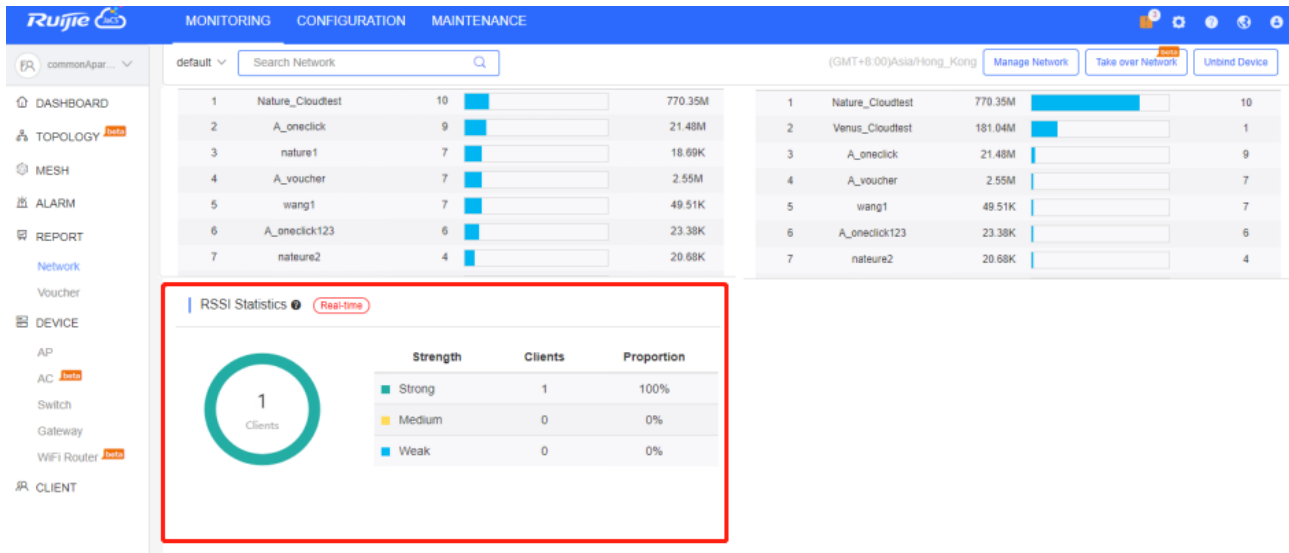 Ruijie JaCS MONITORING CONFIGURATION MAINTENANCE 3
commonApar... default Search Network (GMT+8:00)Asia/Hong_Kong Manage Network Take over Network beta Unbind Device
DASHBOARD
TOPOLOGY beta
MESH
ALARM
REPORT
Network
Voucher
DEVICE
AP
AC beta
Switch
Gateway
WiFi Router beta
CLIENT
1 Nature_Cloudtest 10 770.35M
2 A_oneclick 9 21.48M
3 nature1 7 18.69K
4 A_voucher 7 2.55M
5 wang1 7 49.51K
6 A_oneclick123 6 23.38K
7 nateure2 4 20.68K
1 Nature_Cloudtest 770.35M 10
2 Venus_Cloudtest 181.04M 1
3 A_oneclick 21.48M 9
4 A_voucher 2.55M 7
5 wang1 49.51K 7
6 A_oneclick123 23.38K 6
7 nateure2 20.68K 4
RSSI Statistics ? Real-time
1
Clients
Strength Clients Proportion
Strong 1 100%
Medium 0 0%
Weak 0 0%